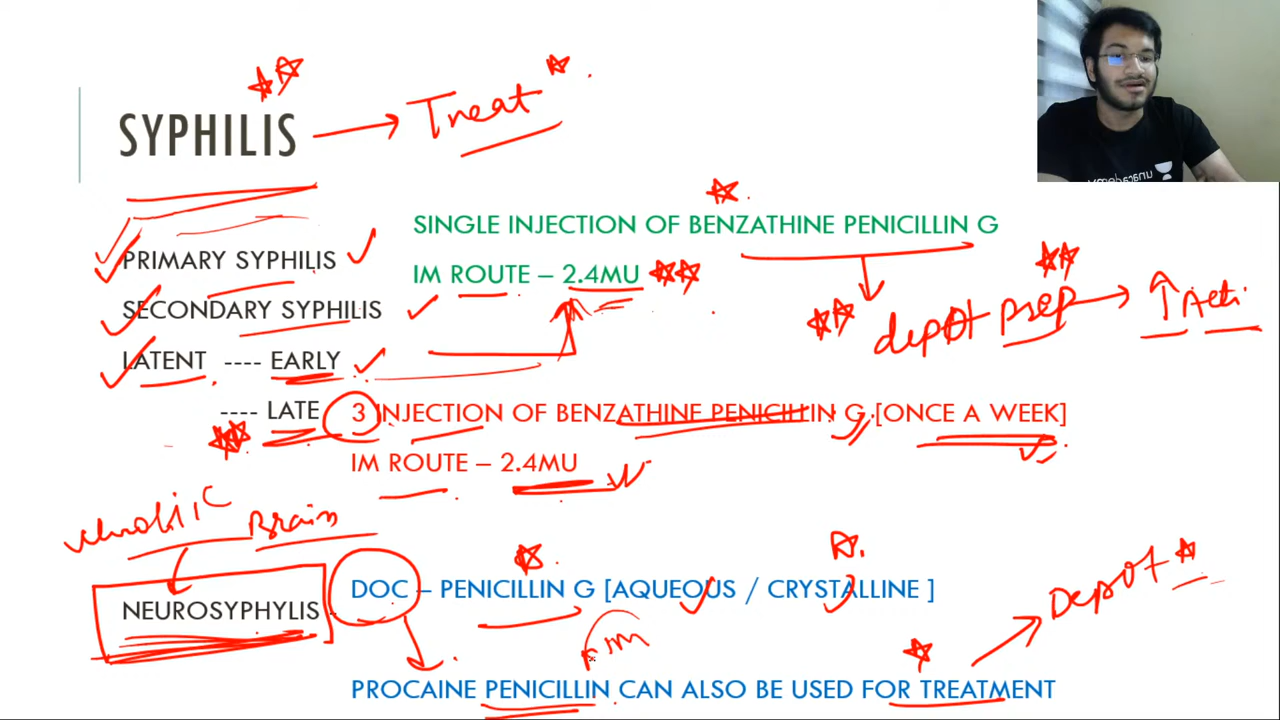 SYPHILIS
Treat
SINGLE INJECTION OF BENZATHINE PENICILLIN G
PRIMARY SYPHILIS
IM ROUTE – 2.4MU
SECONDARY SYPHILIS
depot prep
LATENT ---- EARLY
---- LATE
3 INJECTION OF BENZATHINE PENICILLIN G [ONCE A WEEK]
IM ROUTE – 2.4MU
Brain
NEUROSYPHYLIS
DOC – PENICILLIN G [AQUEOUS / CRYSTALLINE ]
Depot
PROCAINE PENICILLIN CAN ALSO BE USED FOR TREATMENT